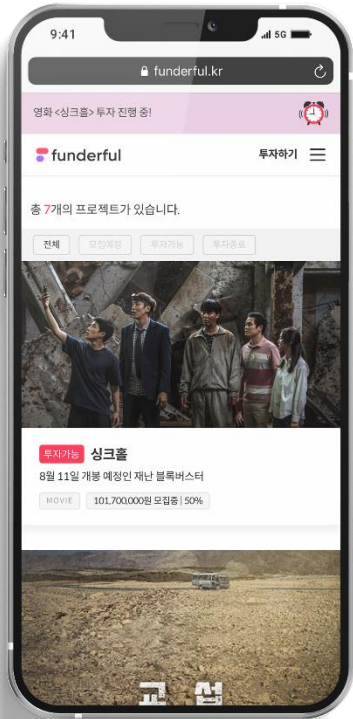 9:41
5G
funderful.kr
영화 <싱크홀> 투자 진행 중!
funderful
투자하기
총 7개의 프로젝트가 있습니다.
전체 모집예정 투자가능 투자종료
투자가능 싱크홀
8월 11일 개봉 예정인 재난 블록버스터
MOVIE 101,700,000원 모집중 | 50%
교섭